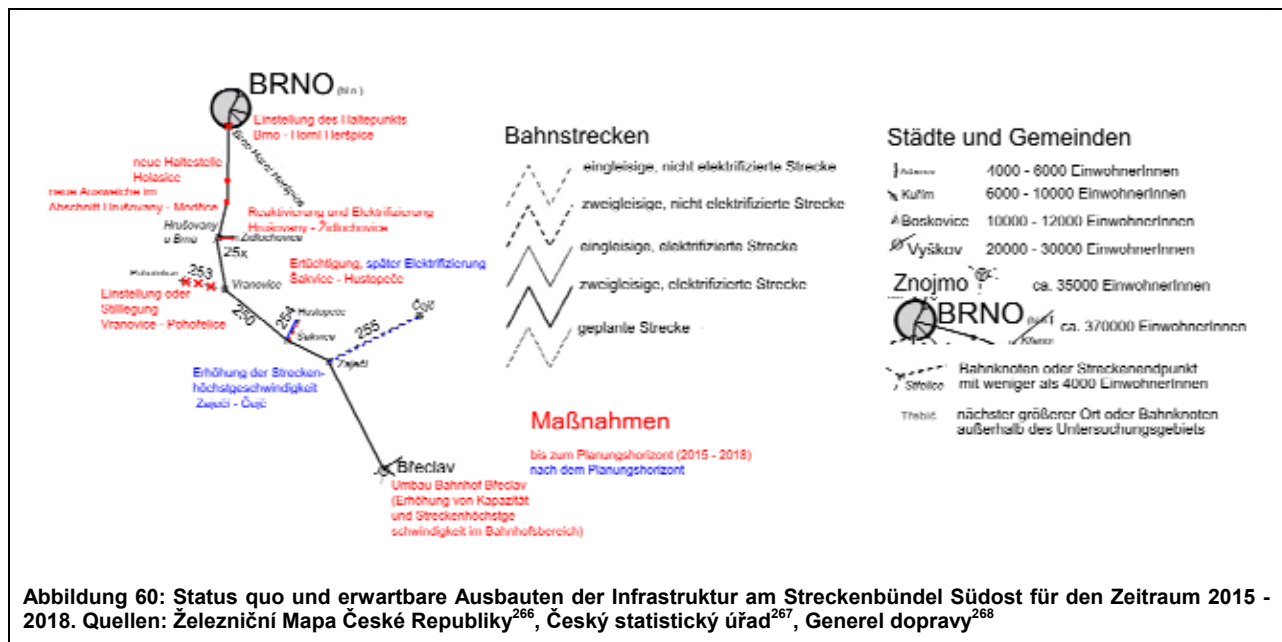 BRNO (hl.n.)
Einstellung des Haltepunkts
Brno - Horní Heršpice
Brno Horní Heršpice
neue Haltestelle
Holasice
neue Ausweiche im
Abschnitt Hrušovany - Modřice
Reaktivierung und Elektrifizierung
Hrušovany - Židlochovice
Hrušovany
u Brna
Židlochovice
25x
Pohořelice
253
Vranovice
Einstellung oder
Stilllegung
Vranovice - Pohořelice
Ertüchtigung, später Elektrifizierung
Šakvice - Hustopeče
250
254
Hustopeče
Šakvice
255
Čejč
Zaječí
Erhöhung der Strecken-
höchstgeschwindigkeit
Zaječí - Čejč
Břeclav
Umbau Bahnhof Břeclav
(Erhöhung von Kapazität
und Streckenhöchstge
schwindigkeit im Bahnhofsbereich)
Bahnstrecken
eingleisige, nicht elektrifizierte Strecke
zweigleisige, nicht elektrifizierte Strecke
eingleisige, elektrifizierte Strecke
zweigleisige, elektrifizierte Strecke
geplante Strecke
Maßnahmen
bis zum Planungshorizont (2015 - 2018)
nach dem Planungshorizont
Städte und Gemeinden
4000 - 6000 EinwohnerInnen
Kuřim 6000 - 10000 EinwohnerInnen
Boskovice 10000 - 12000 EinwohnerInnen
Vyškov 20000 - 30000 EinwohnerInnen
Znojmo ca. 35000 EinwohnerInnen
BRNO ca. 370000 EinwohnerInnen
Střelice
Bahnknoten oder Streckenendpunkt
mit weniger als 4000 EinwohnerInnen
Třebíč nächster größerer Ort oder Bahnknoten
außerhalb des Untersuchungsgebiets
Abbildung 60: Status quo und erwartbare Ausbauten der Infrastruktur am Streckenbündel Südost für den Zeitraum 2015 -
2018. Quellen: Železniční Mapa České Republiky266, Český statistický úřad267, Generel dopravy268